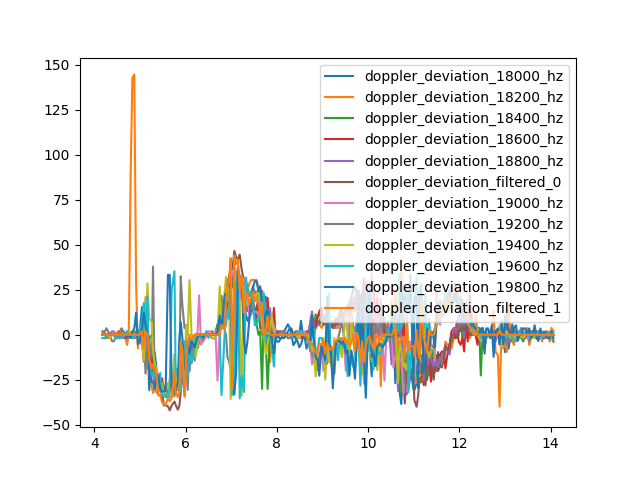 150
125
100
75
50
25
0
−25
−50
4
6
8
10
12
14
doppler_deviation_18000_hz
doppler_deviation_18200_hz
doppler_deviation_18400_hz
doppler_deviation_18600_hz
doppler_deviation_18800_hz
doppler_deviation_filtered_0
doppler_deviation_19000_hz
doppler_deviation_19200_hz
doppler_deviation_19400_hz
doppler_deviation_19600_hz
doppler_deviation_19800_hz
doppler_deviation_filtered_1